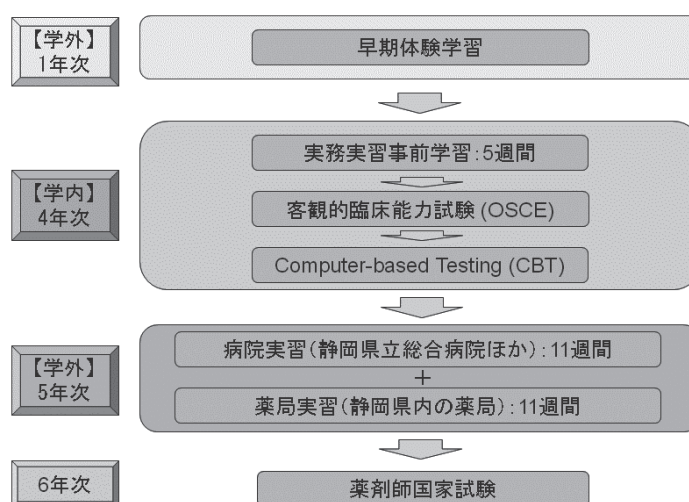 【学外】
1年次
早期体験学習
【学内】
4年次
実務実習事前学習：5週間
客観的臨床能力試験 (OSCE)
Computer-based Testing (CBT)
【学外】
5年次
病院実習（静岡県立総合病院ほか）：11週間
+
薬局実習（静岡県内の薬局）：11週間
6年次
薬剤師国家試験